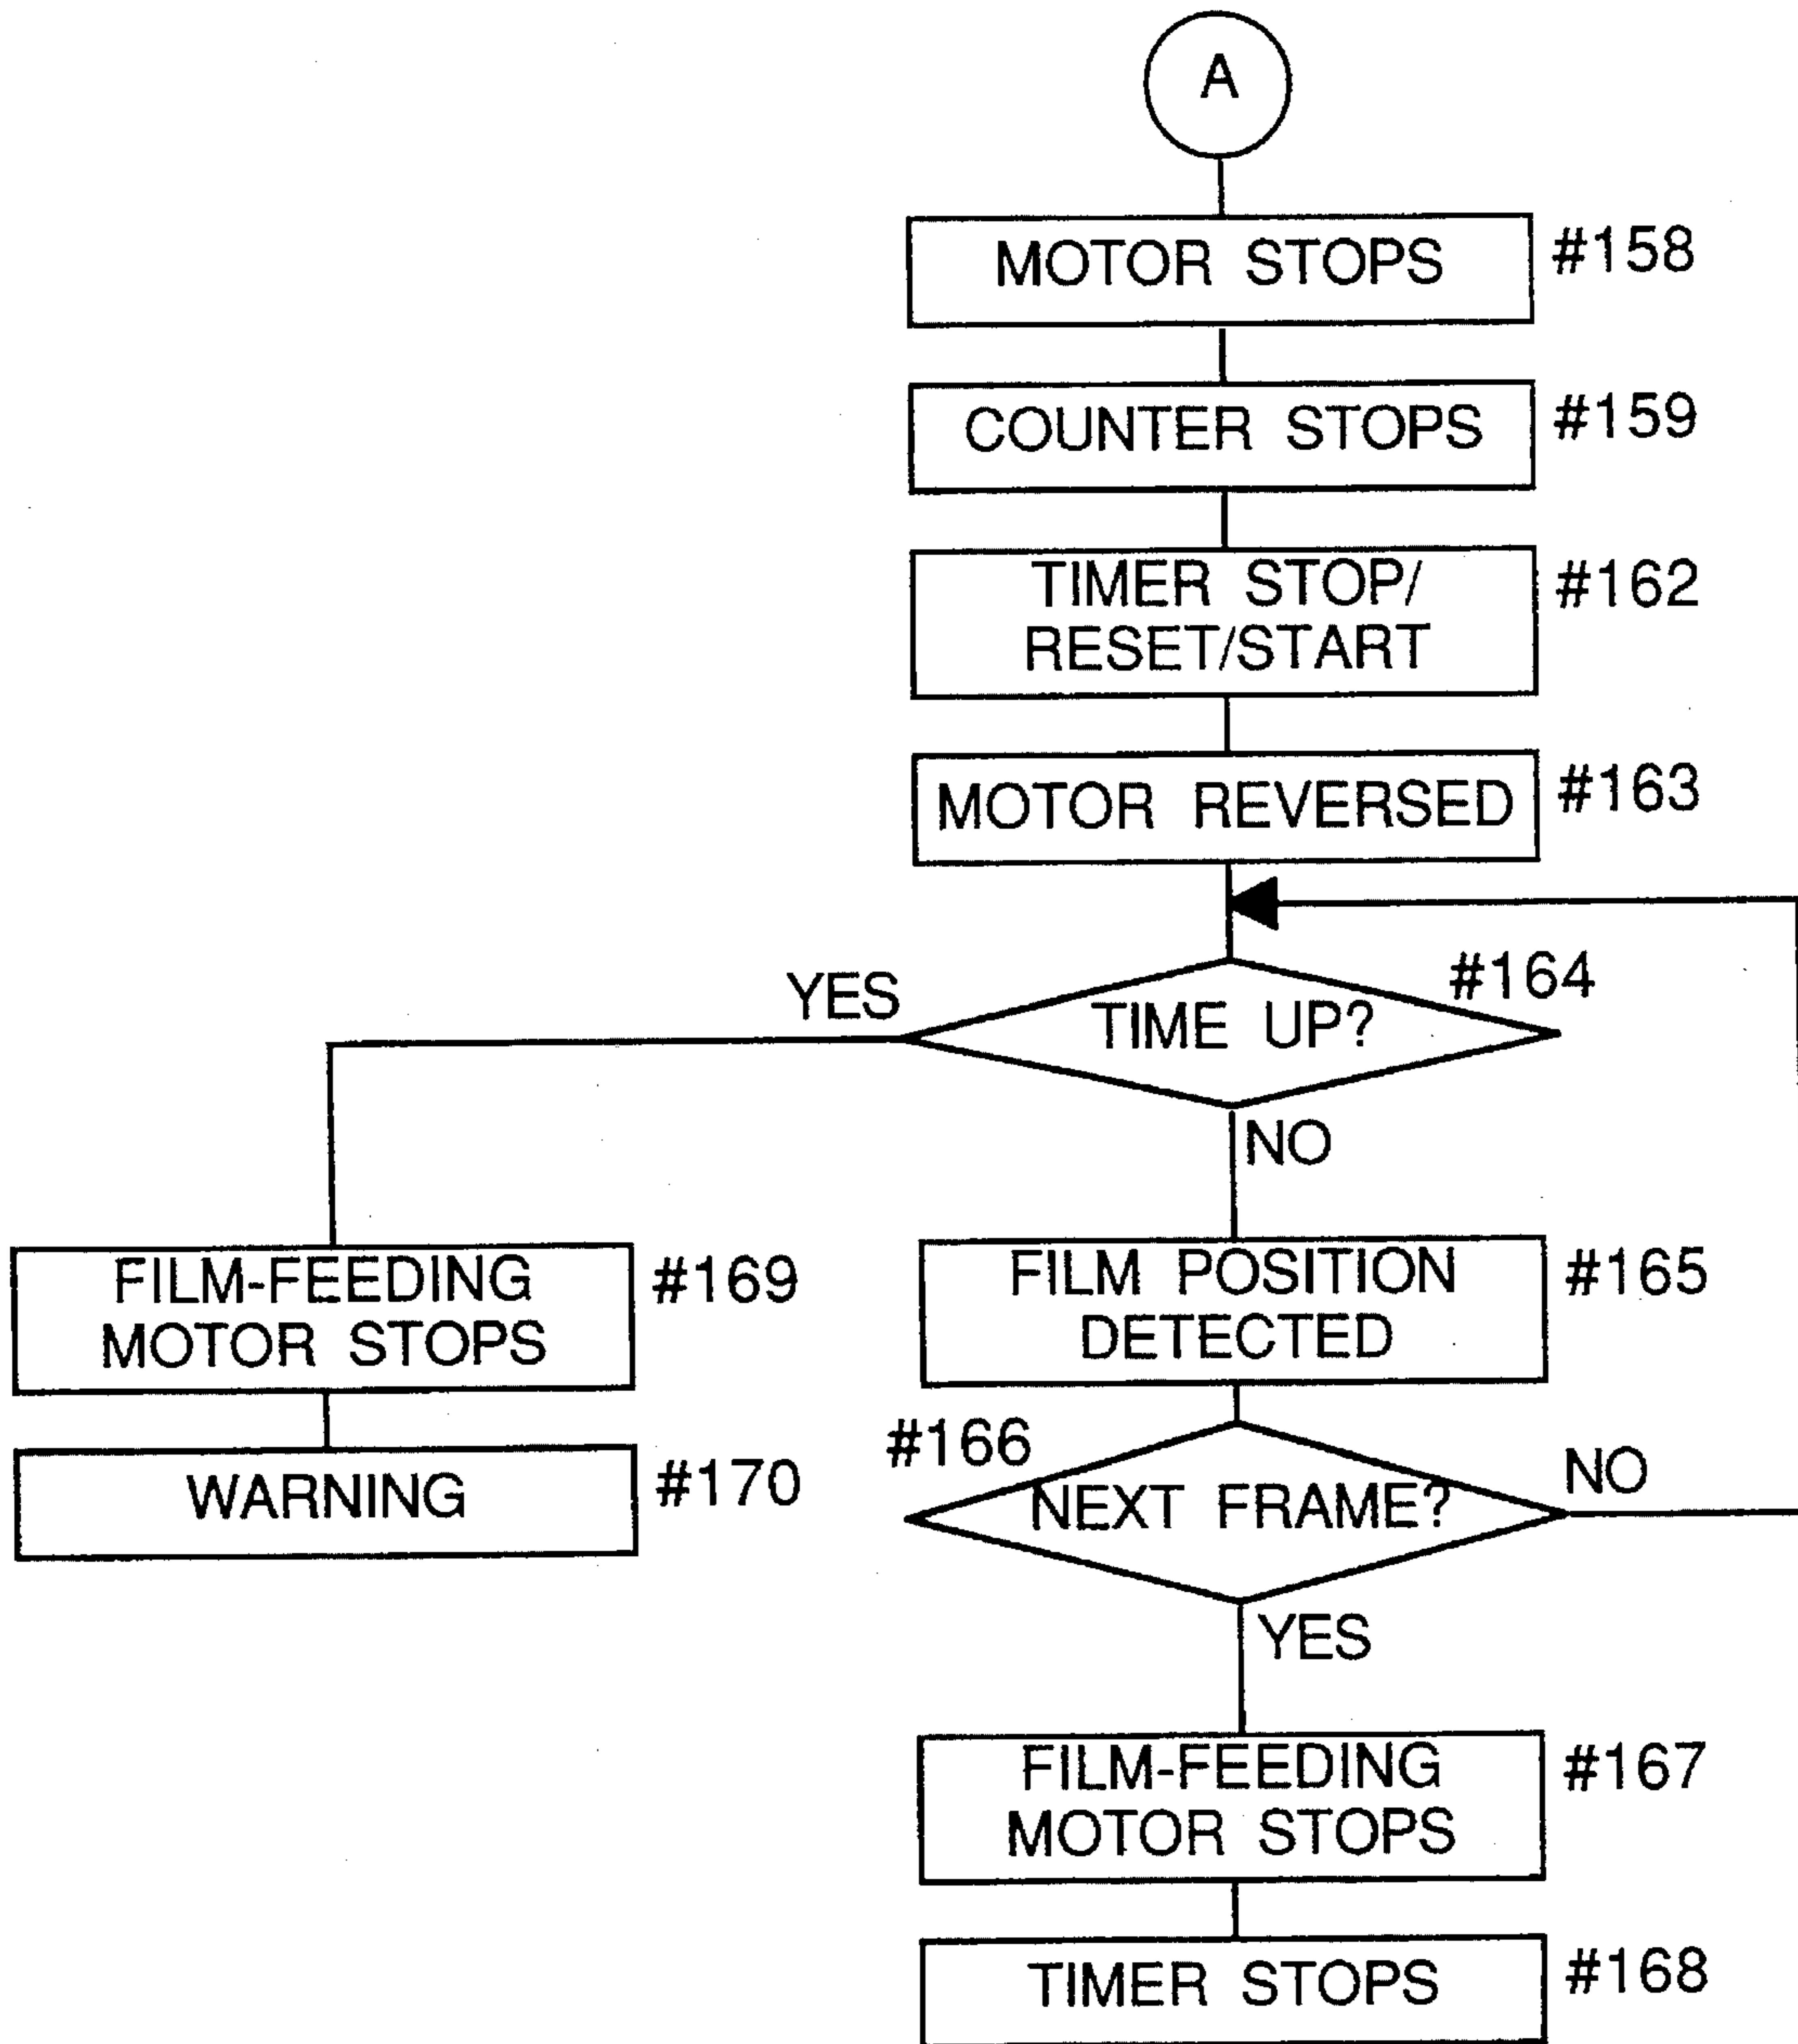 A
MOTOR STOPS #158
COUNTER STOPS #159
TIMER STOP/ #162
RESET/START
MOTOR REVERSED #163
#164
YES
TIME UP?
NO
FILM-FEEDING #169
MOTOR STOPS
WARNING #170
FILM POSITION #165
DETECTED
#166
NEXT FRAME?
NO
YES
FILM-FEEDING #167
MOTOR STOPS
TIMER STOPS #168